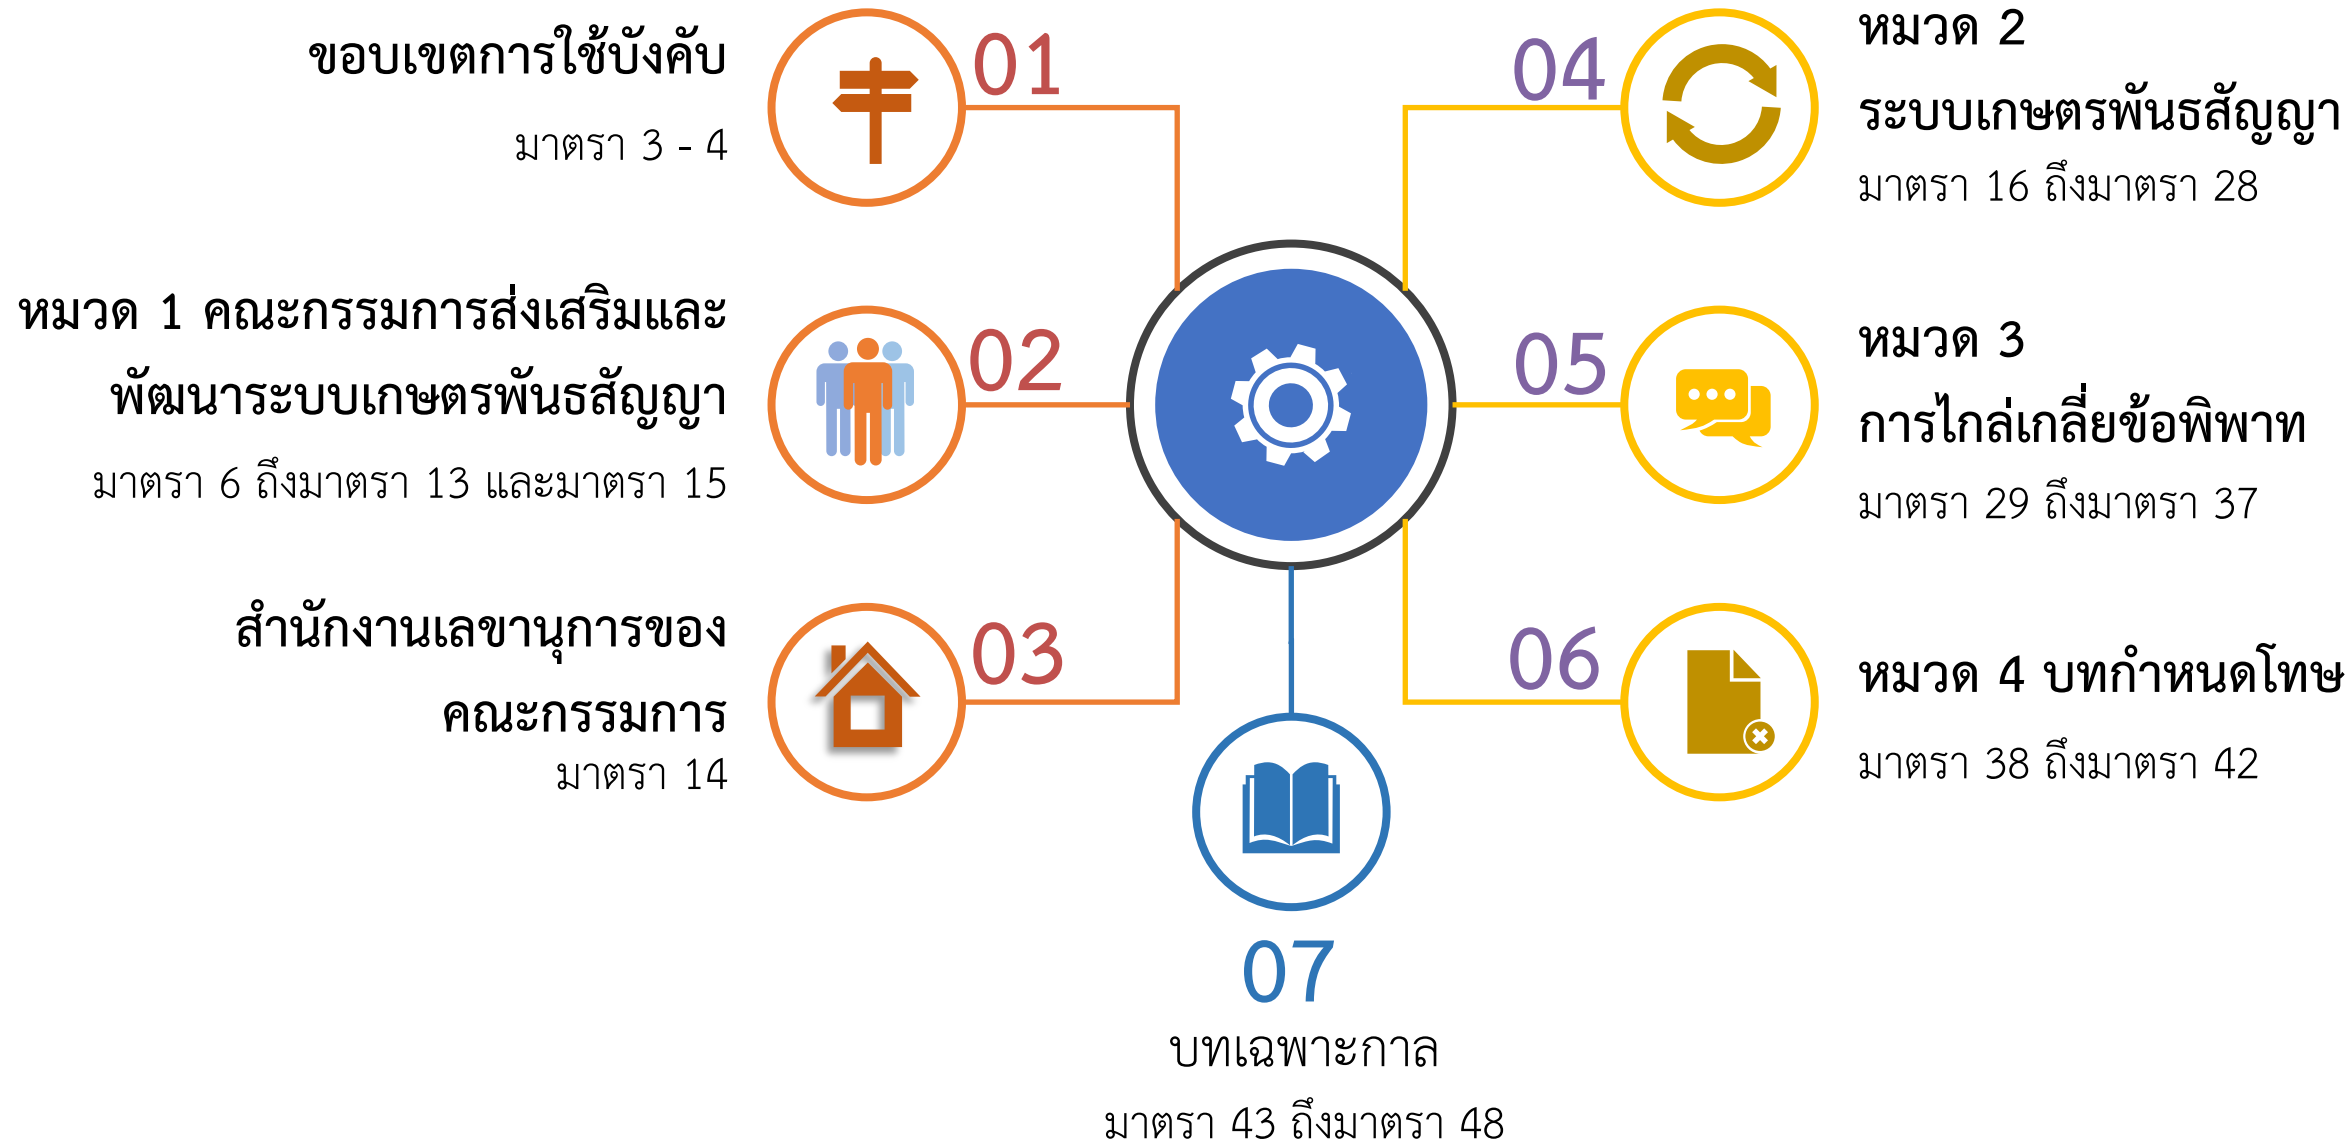 01
ขอบเขตการใช้บังคับ
มาตรา 3 - 4
02
หมวด 1 คณะกรรมการส่งเสริมและ
พัฒนาระบบเกษตรพันธสัญญา
มาตรา 6 ถึงมาตรา 13 และมาตรา 15
03
สำนักงานเลขานุการของ
คณะกรรมการ
มาตรา 14
04
หมวด 2
ระบบเกษตรพันธสัญญา
มาตรา 16 ถึงมาตรา 28
05
หมวด 3
การไกล่เกลี่ยข้อพิพาท
มาตรา 29 ถึงมาตรา 37
06
หมวด 4 บทกำหนดโทษ
มาตรา 38 ถึงมาตรา 42
07
บทเฉพาะกาล
มาตรา 43 ถึงมาตรา 48